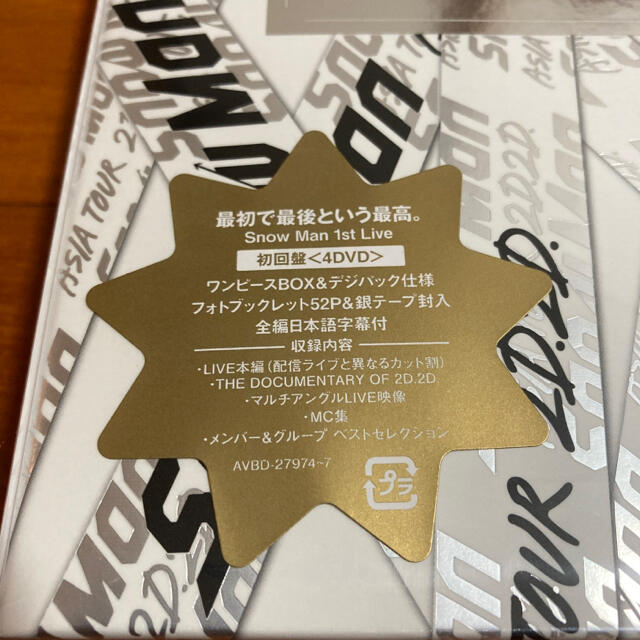 Snow Man
ASIA TOUR 2D.2D.
最初で最後という最高。
Snow Man 1st Live
初回盤<4DVD>
ワンピースBOX&デジパック仕様
フォトブックレット52P&銀テープ封入
全編日本語字幕付
収録内容
・LIVE本編(配信ライブと異なるカット割)
・THE DOCUMENTARY OF 2D.2D.
・マルチアングルLIVE映像
・MC集
・メンバー&グループ ベストセレクション
AVBD-27974~7
プラ
TOUR 2D.2D.